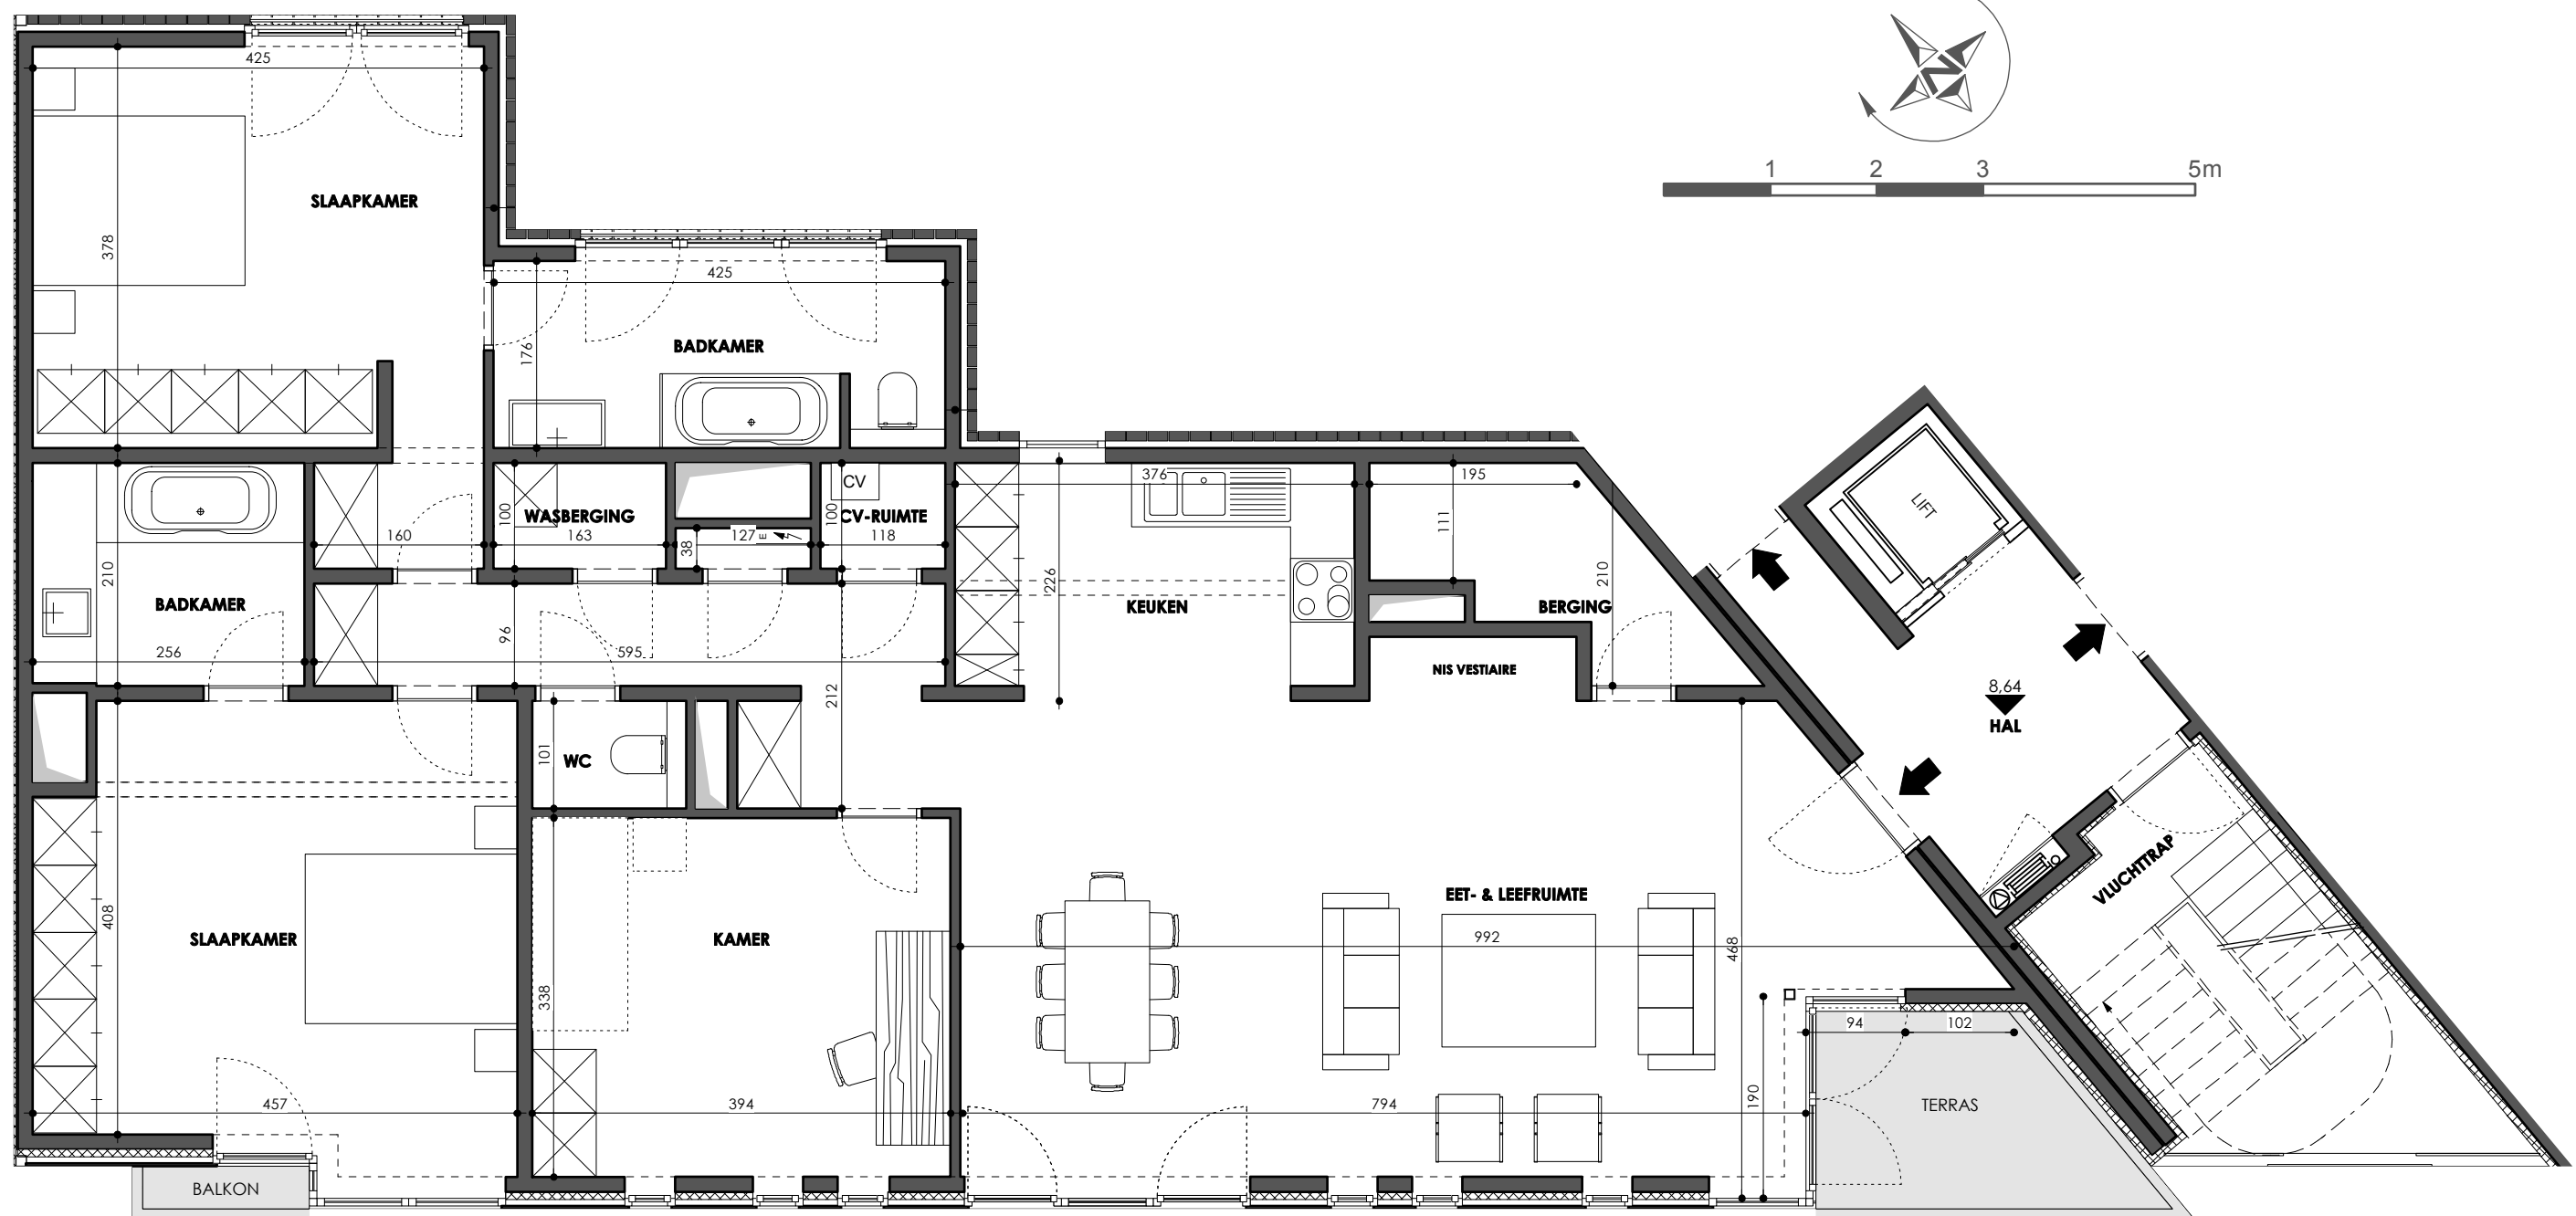 N
1 2 3 5m
425
SLAAPKAMER
378
425
BADKAMER
176
CV
376
195
LIFT
WASBERGING
100
163
38
127
E
CV-RUIMTE
100
118
160
111
226
210
210
KEUKEN
BERGING
BADKAMER
96
256
595
NIS VESTIAIRE
8,64
HAL
212
101
WC
VLUCHTTRAP
EET- & LEEFRUIMTE
408
SLAAPKAMER
KAMER
992
468
338
94
102
457
394
794
190
TERRAS
BALKON